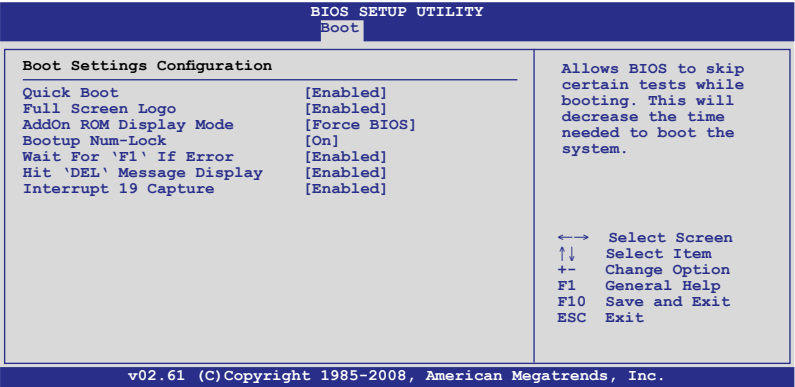 BIOS SETUP UTILITY
Boot
Boot Settings Configuration
Quick Boot [Enabled]
Full Screen Logo [Enabled]
AddOn ROM Display Mode [Force BIOS]
Bootup Num-Lock [On]
Wait For ‘F1‘ If Error [Enabled]
Hit ‘DEL‘ Message Display [Enabled]
Interrupt 19 Capture [Enabled]
Allows BIOS to skip
certain tests while
booting. This will
decrease the time
needed to boot the
system.
←→ Select Screen
↑↓ Select Item
+- Change Option
F1 General Help
F10 Save and Exit
ESC Exit
v02.61 (C)Copyright 1985-2008, American Megatrends, Inc.